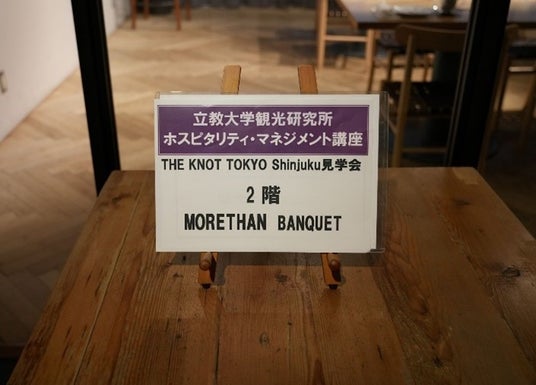 立教大学観光研究所
ホスピタリティ・マネジメント講座
THE KNOT TOKYO Shinjuku見学会
2階
MORETHAN BANQUET